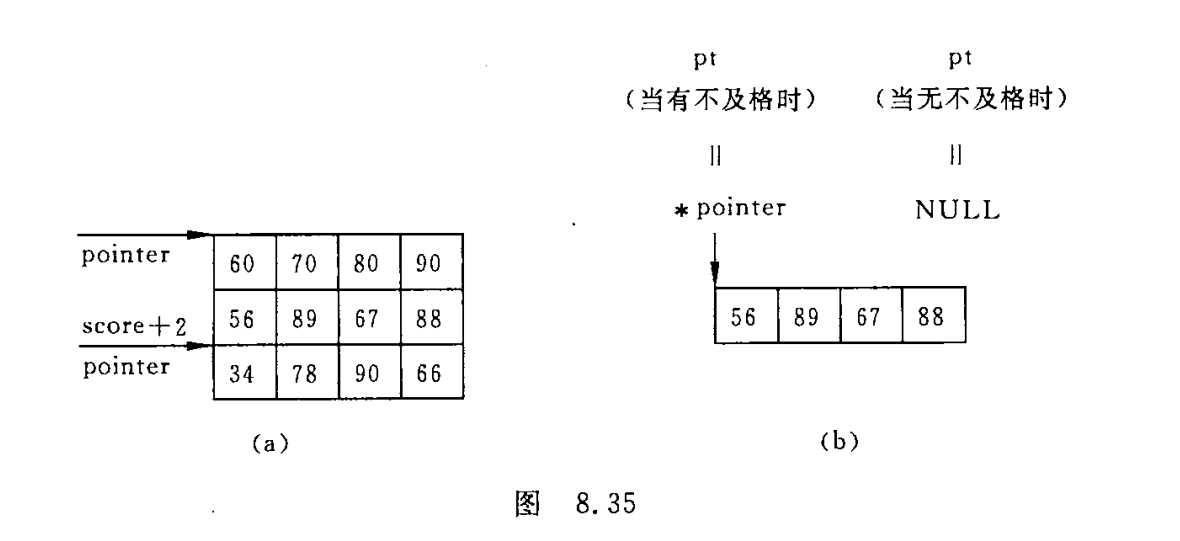 pt pt
(当有不及格时) (当无不及格时)
|| ||
* pointer NULL
pointer
60 70 80 90
score+2
56 89 67 88
pointer
34 78 90 66
56 89 67 88
(a) (b)
图 8.35